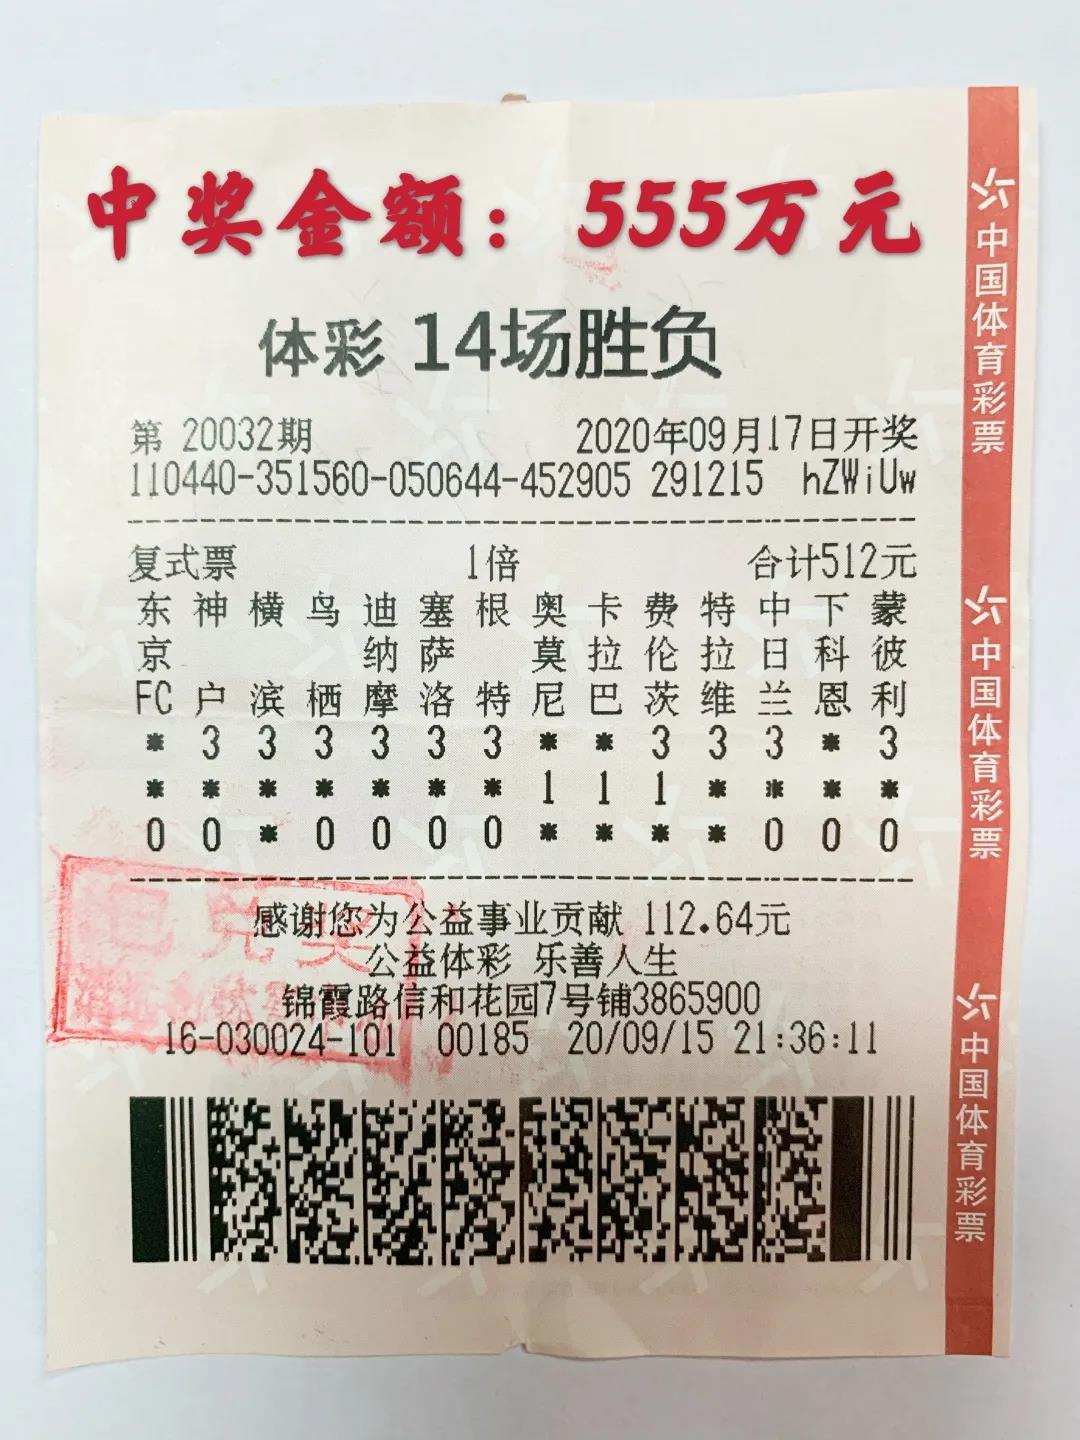 中奖金额：555万元
体彩 14场胜负
第 20032期 2020年09月17日开奖
110440-351560-050644-452905 291215 hZWiUw
复式票 1倍 合计512元
东 神 横 鸟 迪 塞 根 奥 卡 费 特 中 下 蒙
京 纳 萨 莫 拉 伦 拉 日 科 彼
FC 户 滨 栖 摩 洛 特 尼 巴 茨 维 兰 恩 利
* 3 3 3 3 3 3 * * 3 3 3 * 3
* * * * * * * 1 1 1 * * * *
0 0 * 0 0 0 0 * * * * 0 0 0
感谢您为公益事业贡献 112.64元
公益体彩 乐善人生
锦霞路信和花园7号铺3865900
16-030024-101 00185 20/09/15 21:36:11
已兑奖
中国体育彩票
中国体育彩票
中国体育彩票